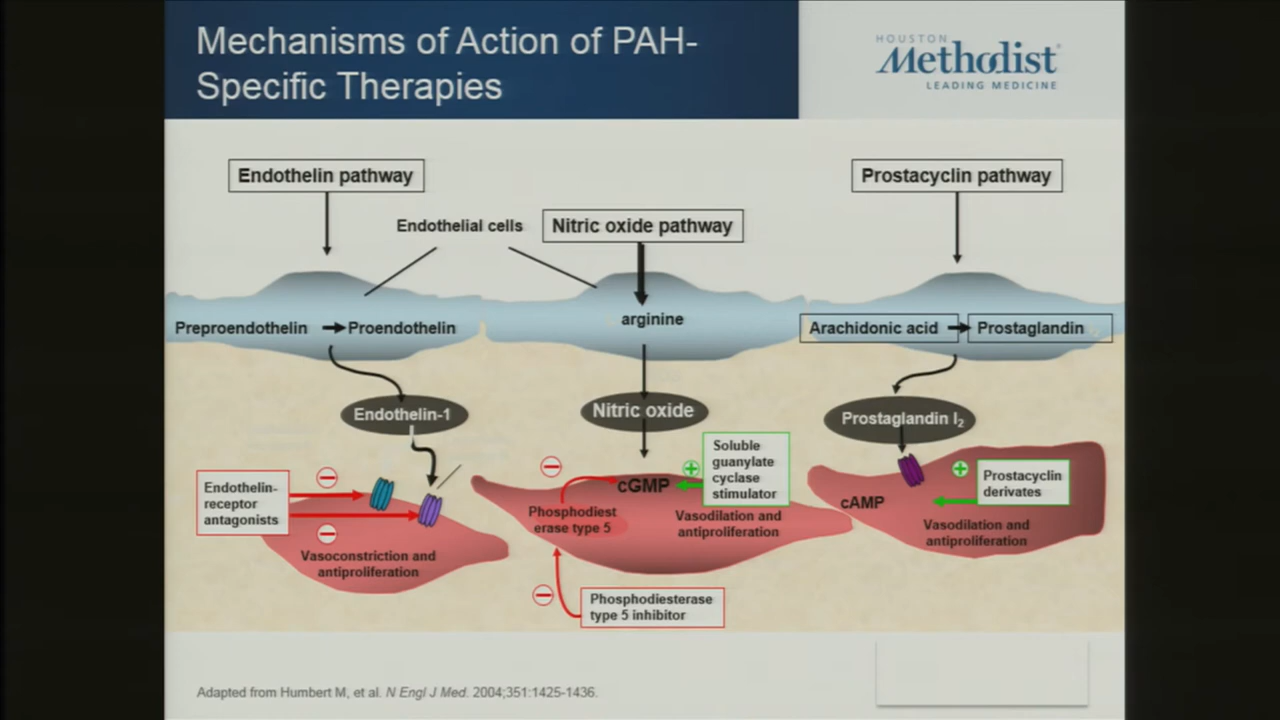 Mechanisms of Action of PAH-
Specific Therapies
HOUSTON
Methodist
LEADING MEDICINE
Endothelin pathway
Endothelial cells
Nitric oxide pathway
Prostacyclin pathway
Preproendothelin
Proendothelin
arginine
Arachidonic acid
Prostaglandin
Endothelin-1
Nitric oxide
Prostaglandin I₂
Endothelin-
receptor
antagonists
Vasoconstriction and
antiproliferation
cGMP
Phosphodiest
erase type 5
Soluble
guanylate
cyclase
stimulator
Vasodilation and
antiproliferation
Phosphodiesterase
type 5 inhibitor
cAMP
Prostacyclin
derivates
Vasodilation and
antiproliferation
Adapted from Humbert M, et al. N Engl J Med. 2004;351:1425-1436.